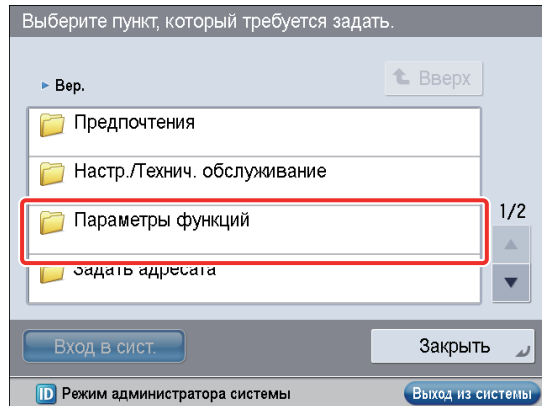 Выберите пункт, который требуется задать.
Вверх
Вер.
Предпочтения
Настр./Технич. обслуживание
Параметры функций
1/2
Задать адресата
Вход в сист.
Закрыть
ID Режим администратора системы
Выход из системы